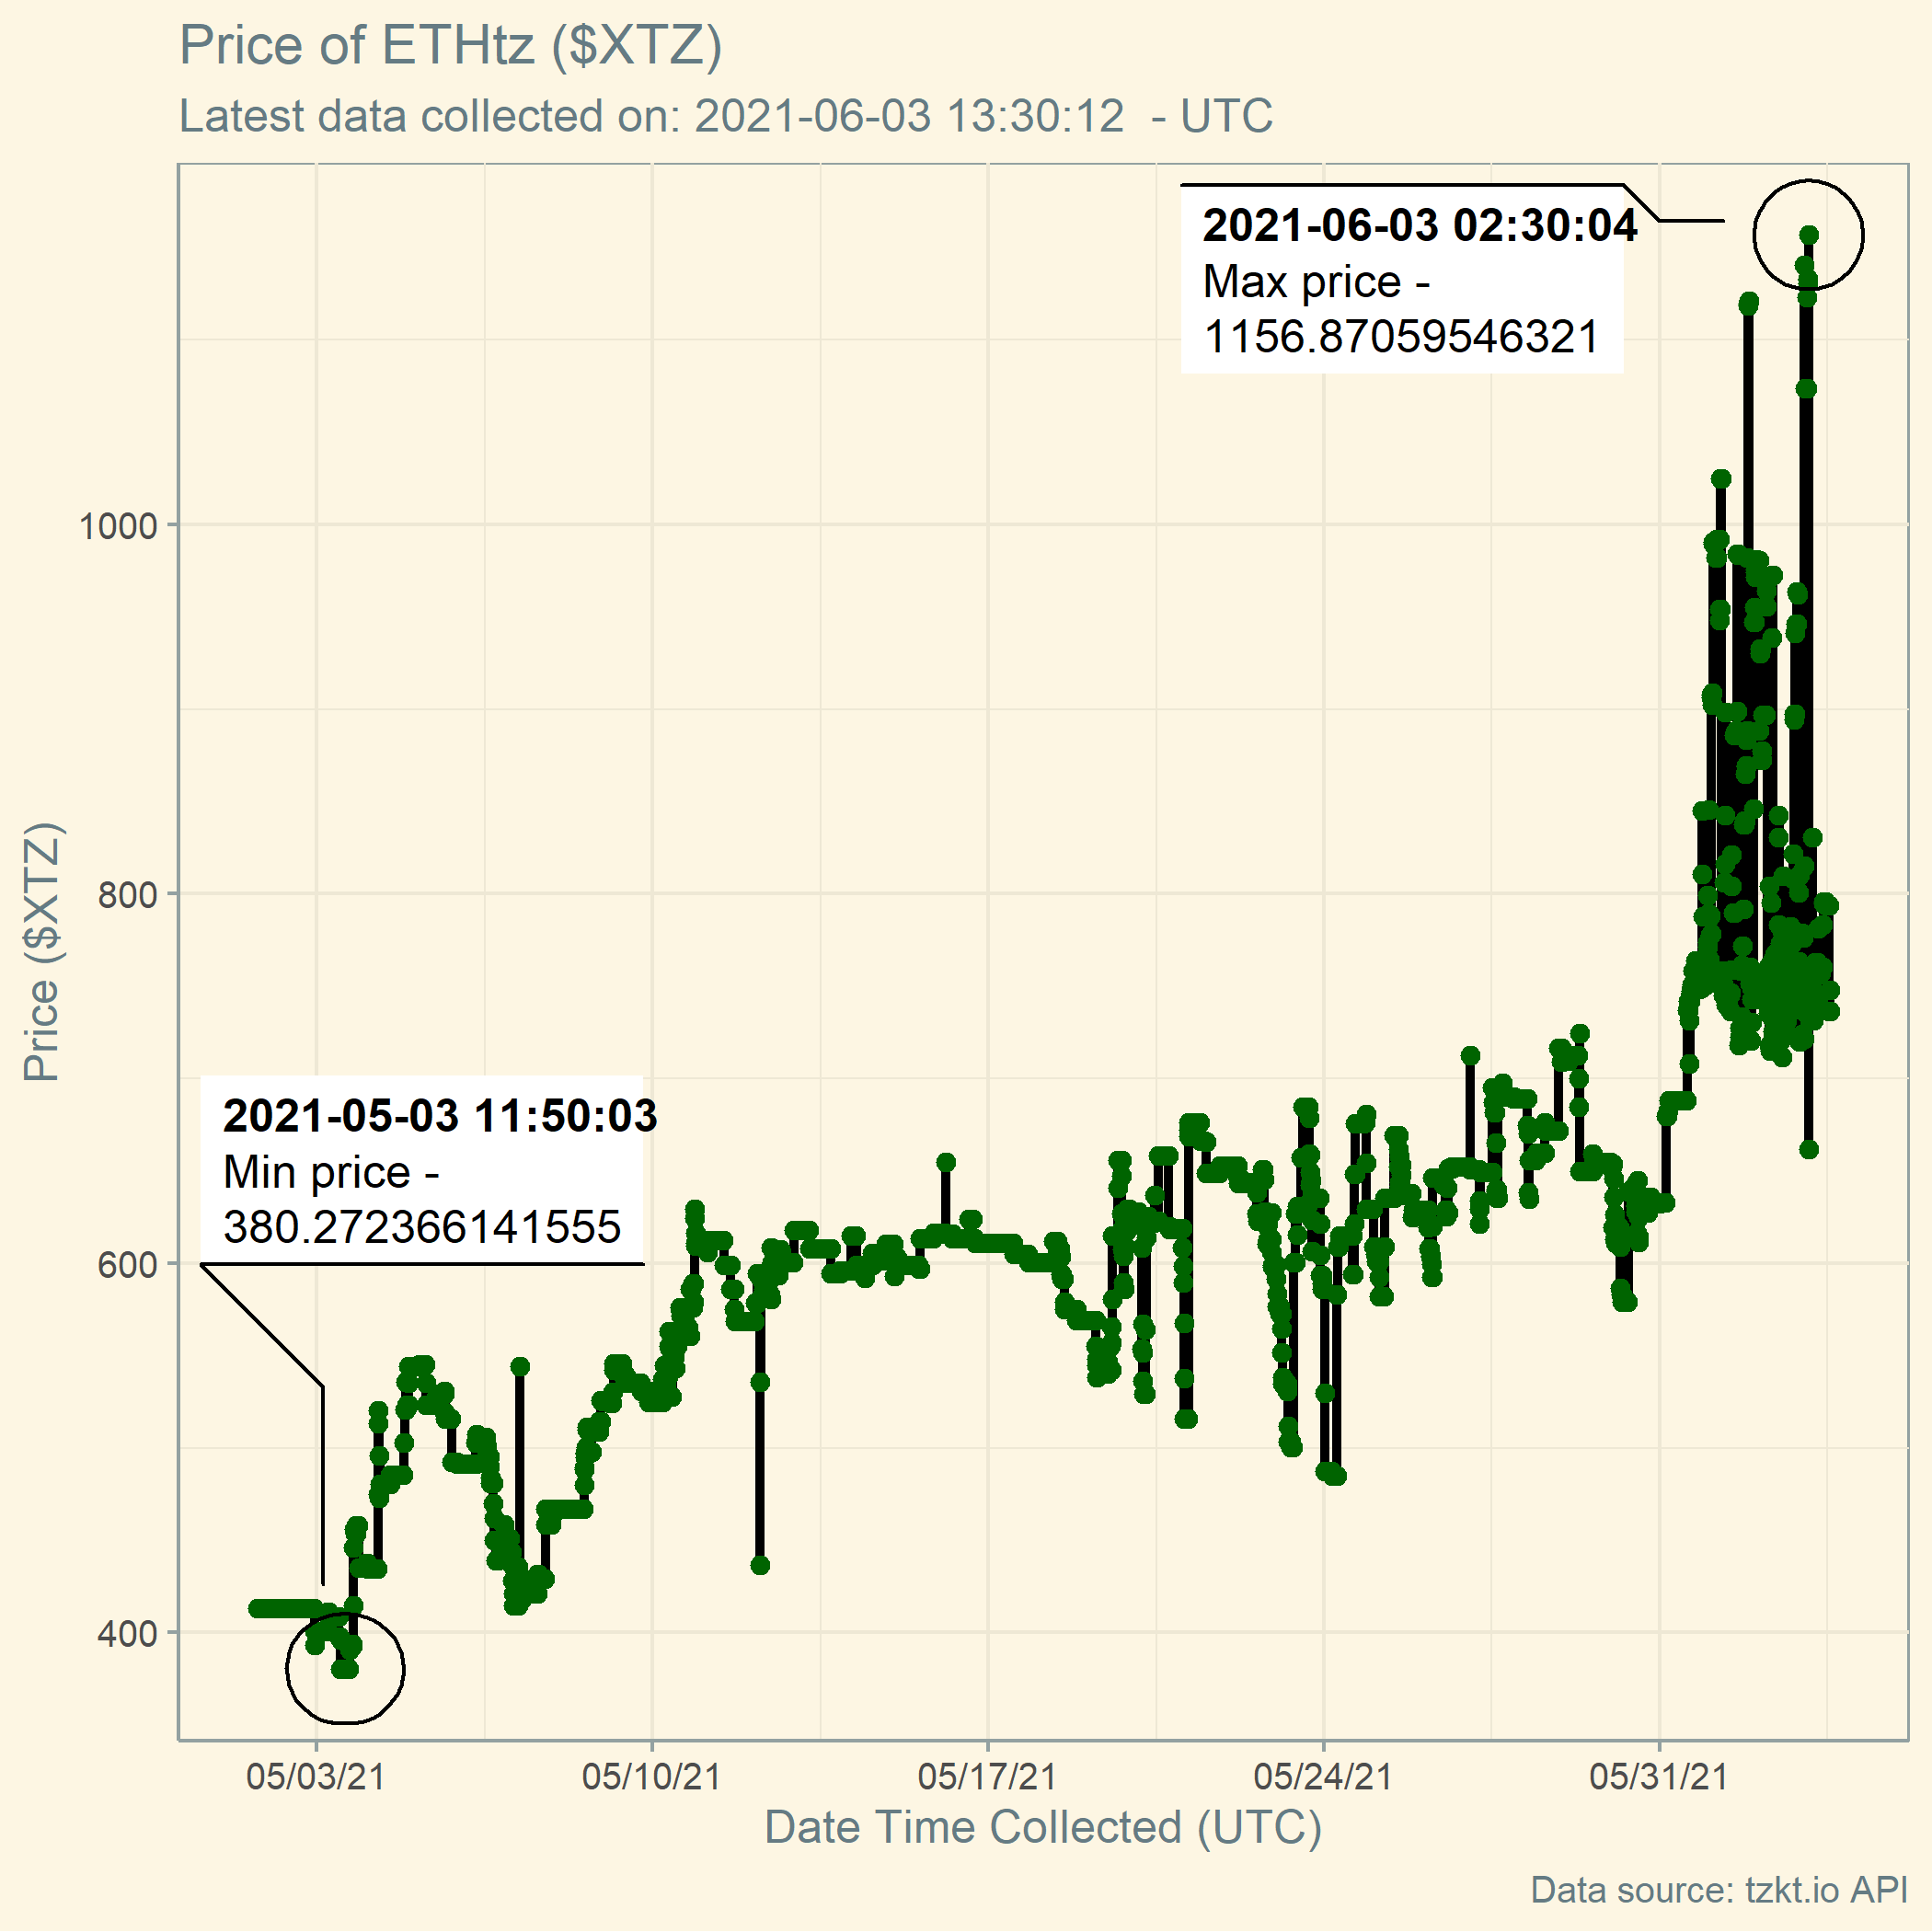 Price of ETHtz ($XTZ)
Latest data collected on: 2021-06-03 13:30:12  - UTC
2021-06-03 02:30:04
Max price -
1156.87059546321
1000
800
600
400
Price ($XTZ)
2021-05-03 11:50:03
Min price -
380.272366141555
05/03/21
05/10/21
05/17/21
05/24/21
05/31/21
Date Time Collected (UTC)
Data source: tzkt.io API